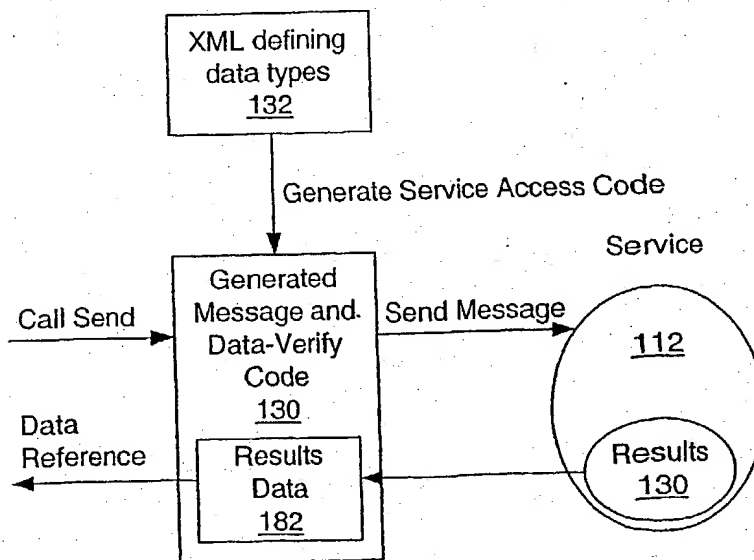 XML defining
data types
132
Generate Service Access Code
Service
Generated
Message and.
Data-Verify
Code
130
Call Send
Send Message
112
Data
Reference
Results
Data
182
Results
130